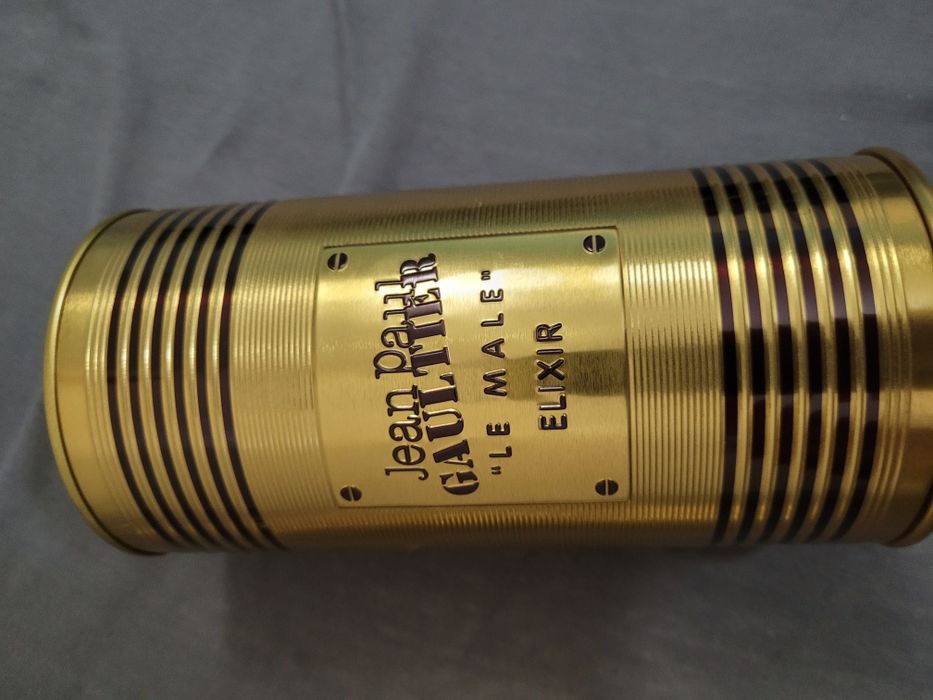 Jean Paul
GAULTIER
"LE MALE"
ELIXIR